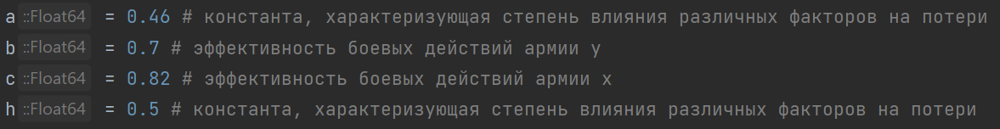 a ::Float64 = 0.46 # константа, характеризующая степень влияния различных факторов на потери
b ::Float64 = 0.7 # эффективность боевых действий армии у
c ::Float64 = 0.82 # эффективность боевых действий армии х
h ::Float64 = 0.5 # константа, характеризующая степень влияния различных факторов на потери